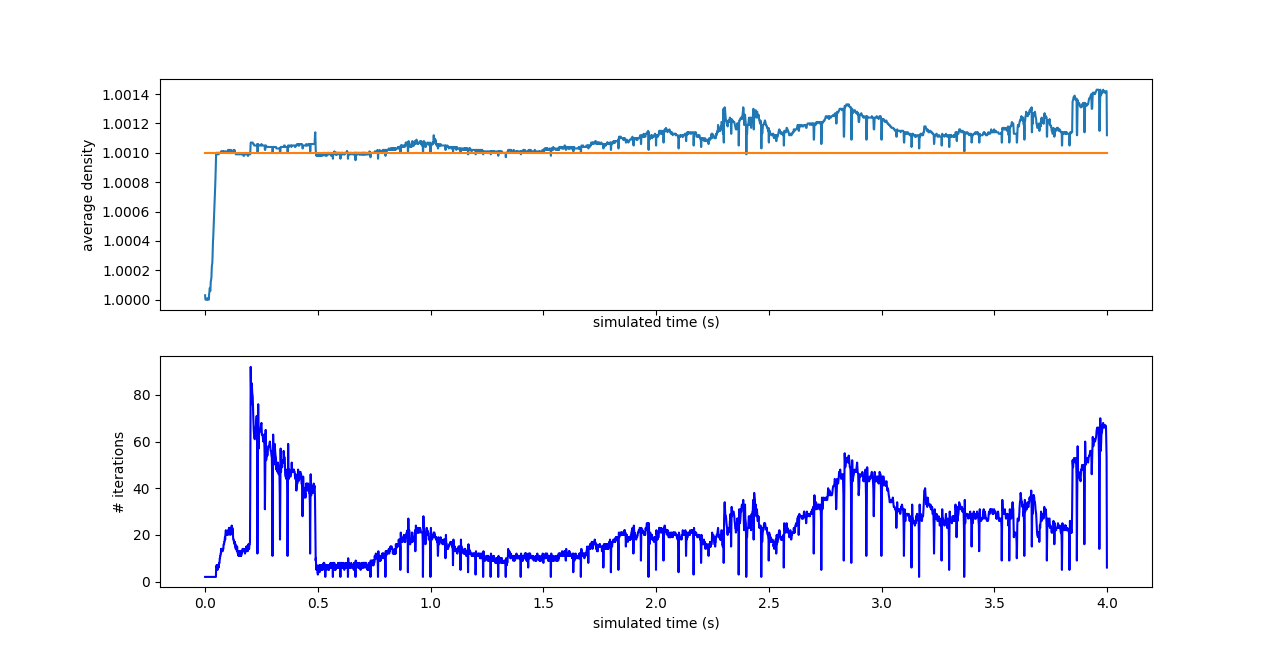 average density
1.0014
1.0012
1.0010
1.0008
1.0006
1.0004
1.0002
1.0000
simulated time (s)
# iterations
80
60
40
20
0
0.0 0.5 1.0 1.5 2.0 2.5 3.0 3.5 4.0
simulated time (s)